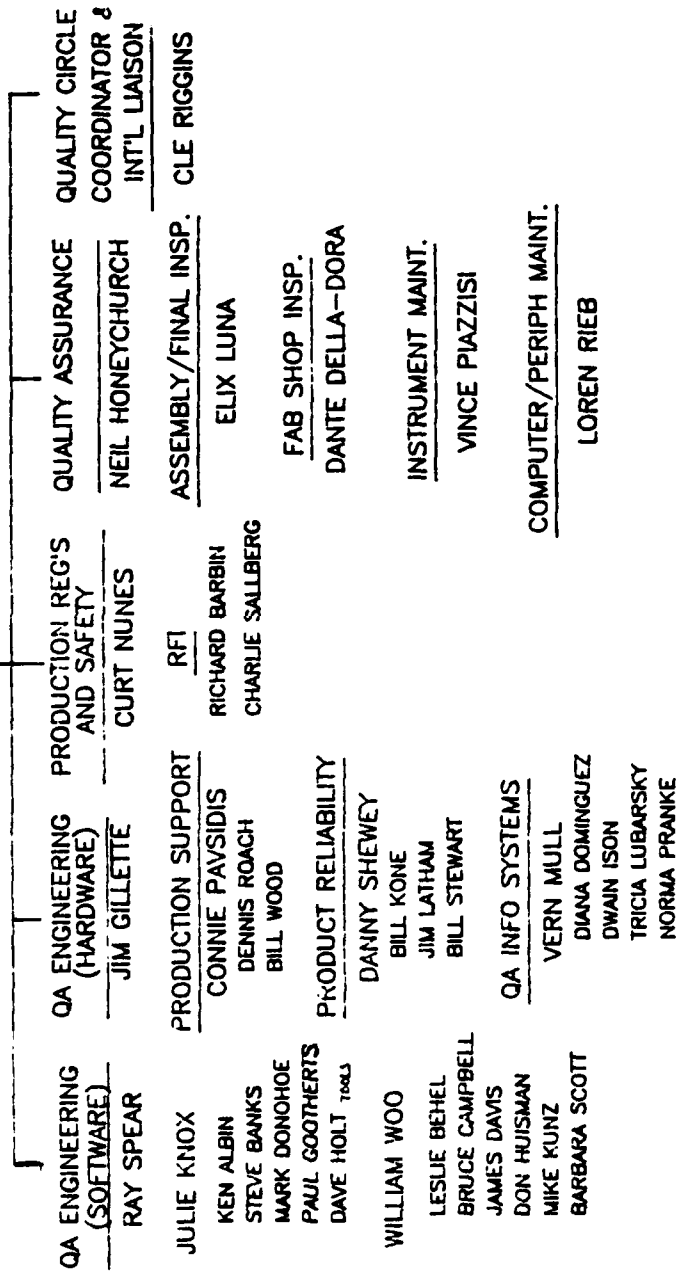 QA ENGINEERING
(SOFTWARE)
RAY SPEAR
JULIE KNOX
KEN ALBIN
STEVE BANKS
MARK DONOHOE
PAUL GOOTHERTS
DAVE HOLT TOOLS
WILLIAM WOO
LESLIE BEHEL
BRUCE CAMPBELL
JAMES DAVIS
DON HUISMAN
MIKE KUNZ
BARBARA SCOTT
QA ENGINEERING
(HARDWARE)
JIM GILLETTE
PRODUCTION SUPPORT
CONNIE PAVSIDIS
DENNIS ROACH
BILL WOOD
PRODUCT RELIABILITY
DANNY SHEWEY
BILL KONE
JIM LATHAM
BILL STEWART
QA INFO SYSTEMS
VERN MULL
DIANA DOMINGUEZ
DWAIN ISON
TRICIA LUBARSKY
NORMA PRANKE
PRODUCTION REG'S
AND SAFETY
CURT NUNES
RFI
RICHARD BARBIN
CHARLIE SALLBERG
QUALITY ASSURANCE
NEIL HONEYCHURCH
ASSEMBLY/FINAL INSP.
ELIX LUNA
FAB SHOP INSP.
DANTE DELLA-DORA
INSTRUMENT MAINT.
VINCE PIAZZISI
COMPUTER/PERIPH MAINT.
LOREN RIEB
QUALITY CIRCLE
COORDINATOR &
INT'L LIAISON
CLE RIGGINS